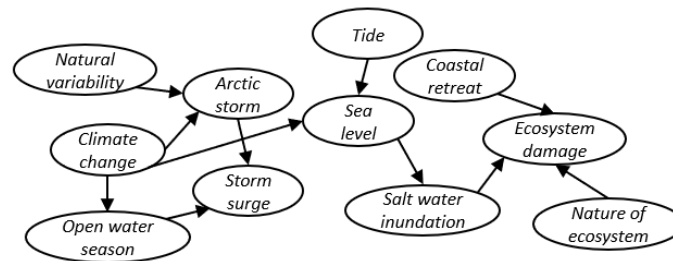 Tide
Natural
variability
Coastal
retreat
Arctic
storm
Sea
level
Climate
change
Ecosystem
damage
Storm
surge
Salt water
inundation
Open water
season
Nature of
ecosystem